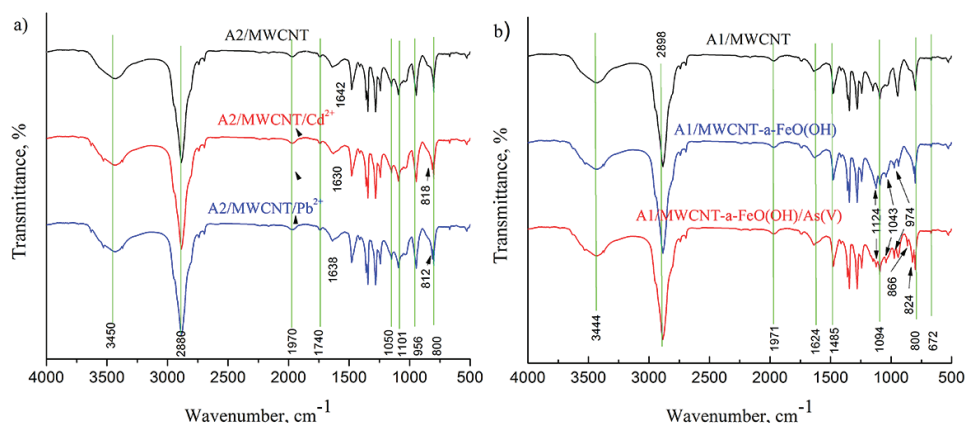 a)
A2/MWCNT
1642
A2/MWCNT/Cd²⁺
1630
818
A2/MWCNT/Pb²⁺
1638
812
3450
2880
1970
1740
1050
1101
956
800
4000 3500 3000 2500 2000 1500 1000 500
Wavenumber, cm⁻¹
Transmittance, %
b)
2898
A1/MWCNT
A1/MWCNT-a-FeO(OH)
1124
1043
974
A1/MWCNT-a-FeO(OH)/As(V)
866
824
3444
1971
1624
1485
1094
800
672
4000 3500 3000 2500 2000 1500 1000 500
Wavenumber, cm⁻¹
Transmittance, %